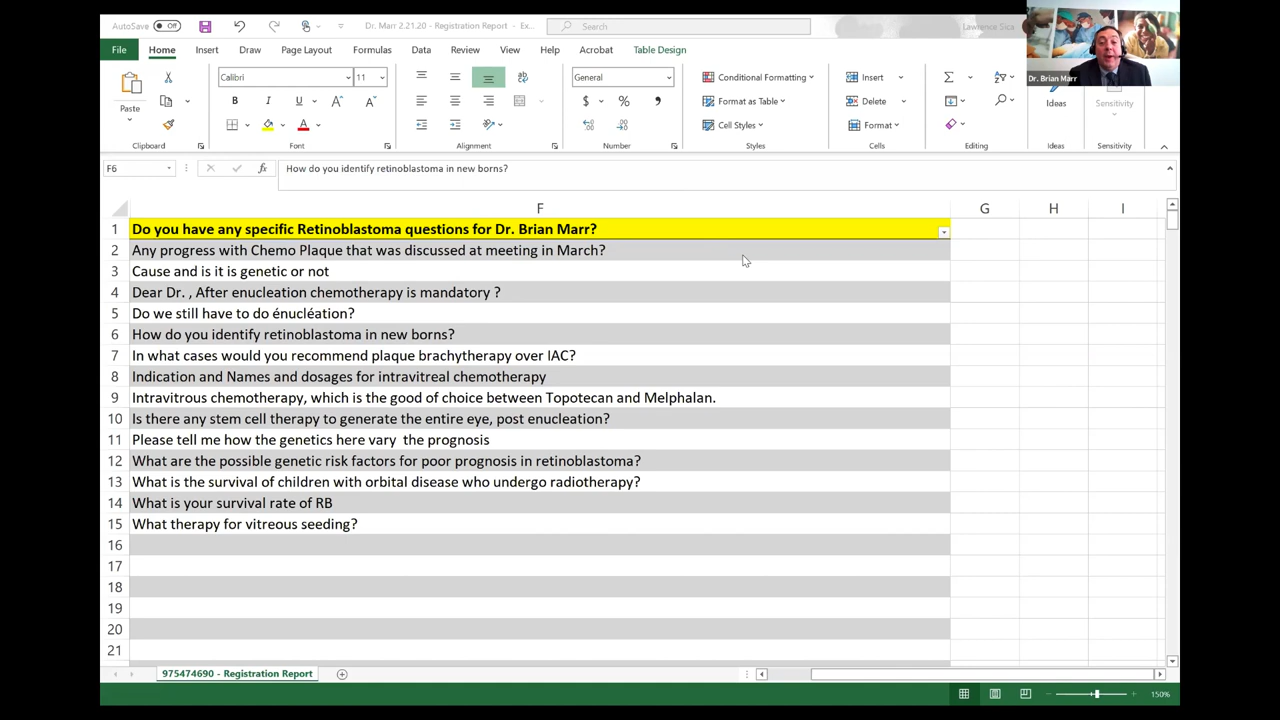 AutoSave Off Dr. Marr 2.21.20 - Registration Report - Ex... Search Lawrence Sica
File Home Insert Draw Page Layout Formulas Data Review View Help Acrobat Table Design
Dr. Brian Marr
Paste
Calibri 11
General
B I U
$ % ,
Conditional Formatting
Format as Table
Cell Styles
Insert
Delete
Format
Ideas
Sensitivity
Clipboard Font Alignment Number Styles Cells Editing Ideas Sensitivity
F6 fx How do you identify retinoblastoma in new borns?
F G H I
1 Do you have any specific Retinoblastoma questions for Dr. Brian Marr?
2 Any progress with Chemo Plaque that was discussed at meeting in March?
3 Cause and is it is genetic or not
4 Dear Dr. , After enucleation chemotherapy is mandatory ?
5 Do we still have to do énucléation?
6 How do you identify retinoblastoma in new borns?
7 In what cases would you recommend plaque brachytherapy over IAC?
8 Indication and Names and dosages for intravitreal chemotherapy
9 Intravitrous chemotherapy, which is the good of choice between Topotecan and Melphalan.
10 Is there any stem cell therapy to generate the entire eye, post enucleation?
11 Please tell me how the genetics here vary  the prognosis
12 What are the possible genetic risk factors for poor prognosis in retinoblastoma?
13 What is the survival of children with orbital disease who undergo radiotherapy?
14 What is your survival rate of RB
15 What therapy for vitreous seeding?
16
17
18
19
20
21
975474690 - Registration Report
150%